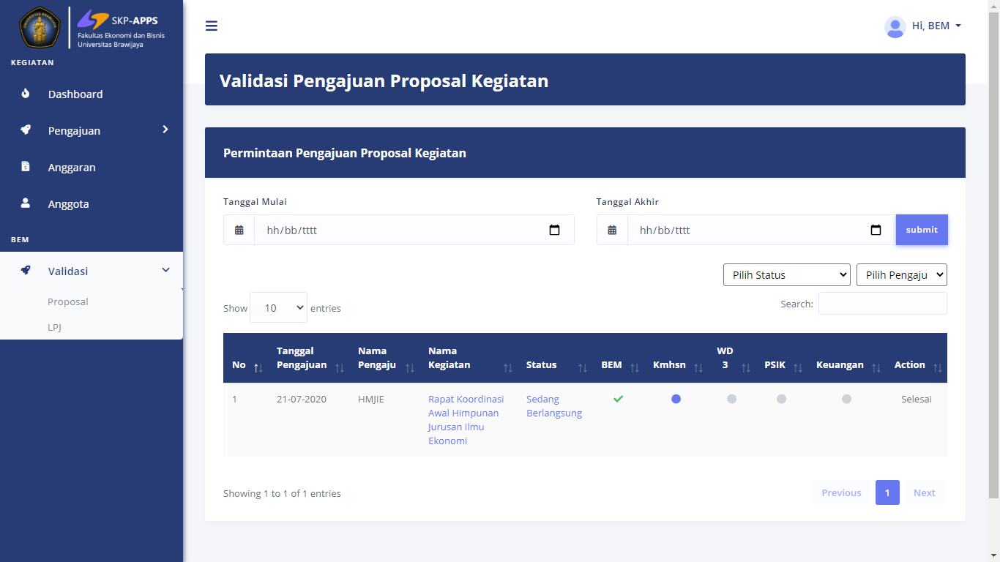 SKP-APPS
Fakultas Ekonomi dan Bisnis
Universitas Brawijaya
KEGIATAN
Dashboard
Pengajuan
Anggaran
Anggota
BEM
Validasi
Proposal
LPJ
Hi, BEM
Validasi Pengajuan Proposal Kegiatan
Permintaan Pengajuan Proposal Kegiatan
Tanggal Mulai
Tanggal Akhir
hh/bb/tttt
hh/bb/tttt
submit
Pilih Status
Pilih Pengaju
Show 10 entries
Search:
No
Tanggal
Pengajuan
Nama
Pengaju
Nama
Kegiatan
Status
BEM
Kmhsn
WD
3
PSIK
Keuangan
Action
1
21-07-2020
HMJIE
Rapat Koordinasi
Awal Himpunan
Jurusan Ilmu
Ekonomi
Sedang
Berlangsung
Selesai
Showing 1 to 1 of 1 entries
Previous
1
Next